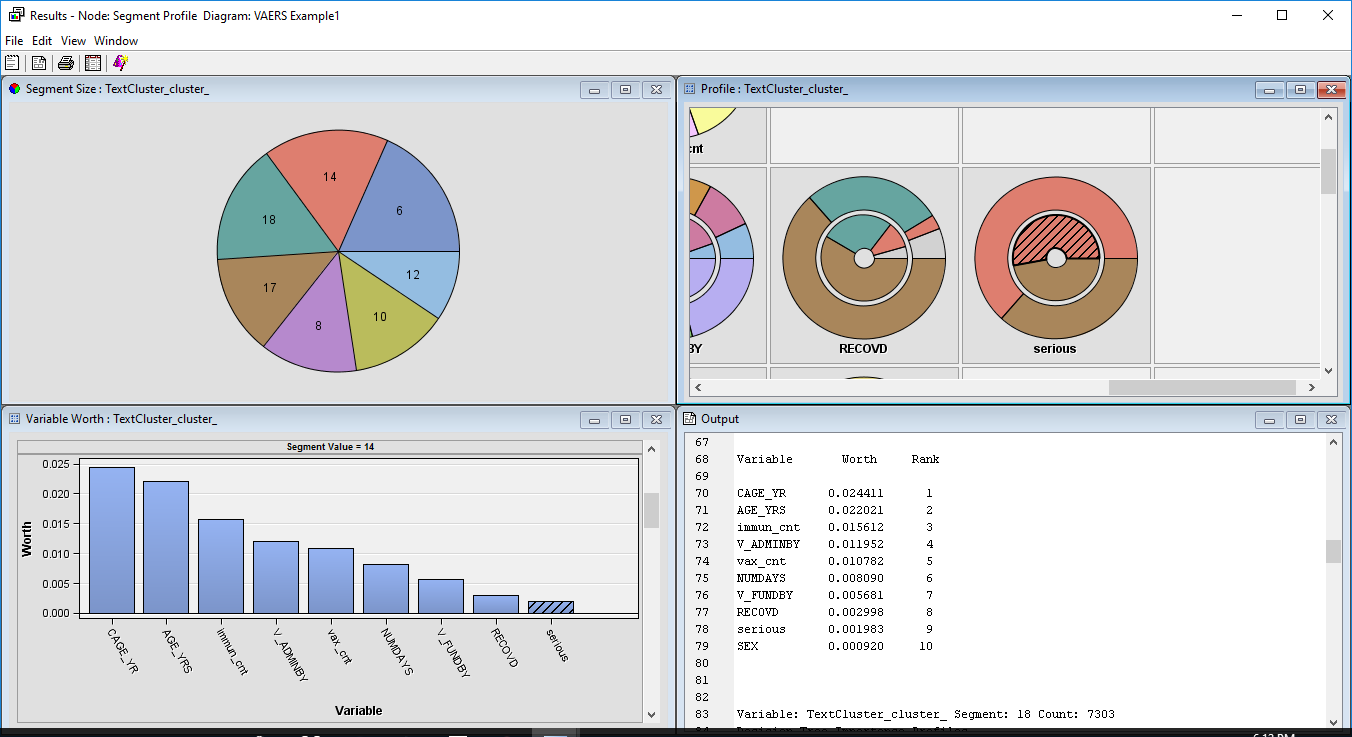 Results - Node: Segment Profile Diagram: VAERS Example1
File Edit View Window
Segment Size : TextCluster_cluster_
14
6
18
12
17
10
8
Profile : TextCluster_cluster_
RECOVD
serious
Variable Worth : TextCluster_cluster_
Segment Value = 14
Worth
0.025
0.020
0.015
0.010
0.005
0.000
CAGE_YR
AGE_YRS
immun_cnt
V_ADMINBY
vax_cnt
NUMDAYS
V_FUNDBY
RECOVD
serious
Variable
Output
67
68 Variable Worth Rank
69
70 CAGE_YR 0.024411 1
71 AGE_YRS 0.022021 2
72 immun_cnt 0.015612 3
73 V_ADMINBY 0.011952 4
74 vax_cnt 0.010782 5
75 NUMDAYS 0.008090 6
76 V_FUNDBY 0.005681 7
77 RECOVD 0.002998 8
78 serious 0.001983 9
79 SEX 0.000920 10
80
81
82
83 Variable: TextCluster_cluster_ Segment: 18 Count: 7303